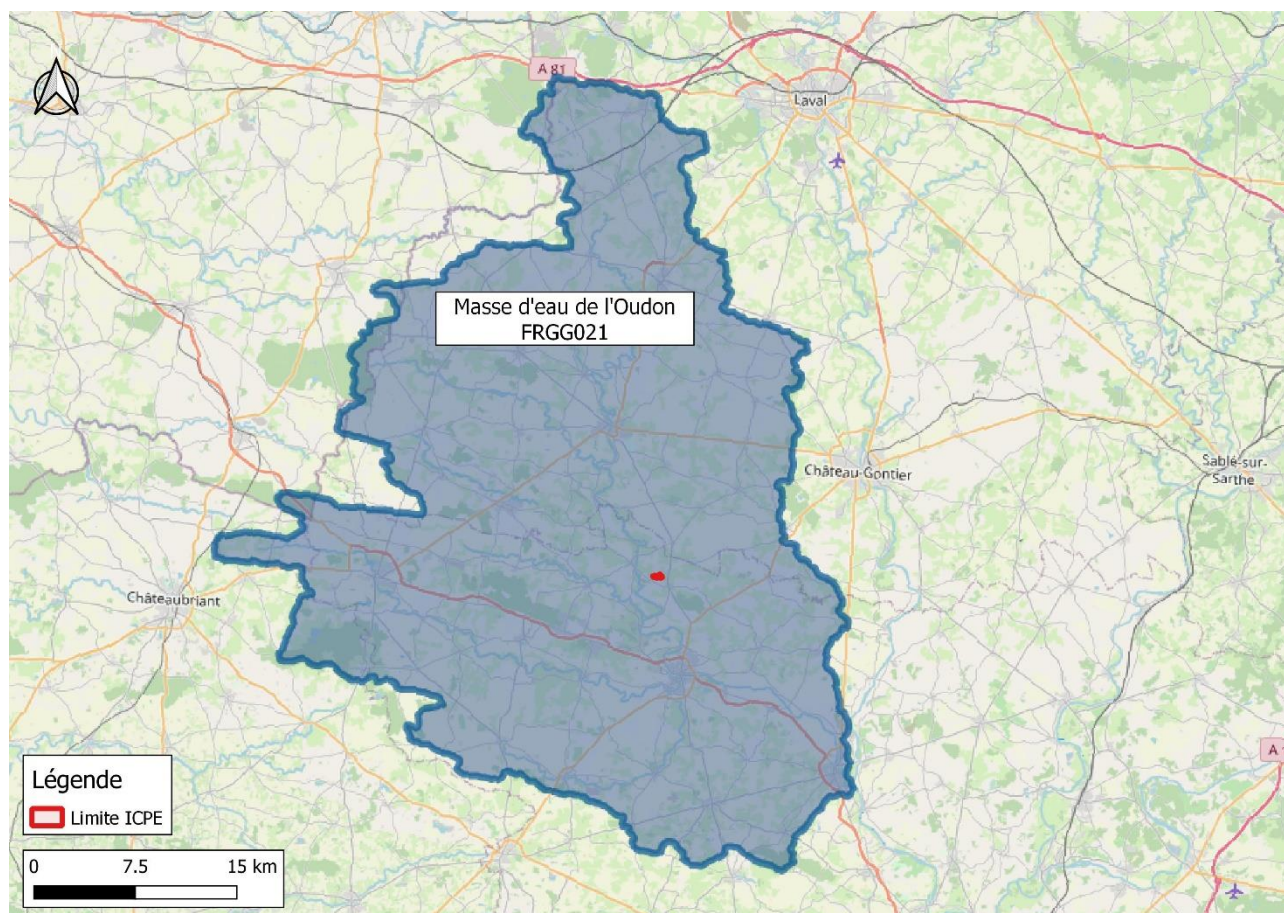 A 81
Laval
Masse d'eau de l'Oudon
FRGG021
Château-Gontier
Sablé-sur-
Sarthe
Châteaubriant
A
Légende
Limite ICPE
0 7.5 15 km